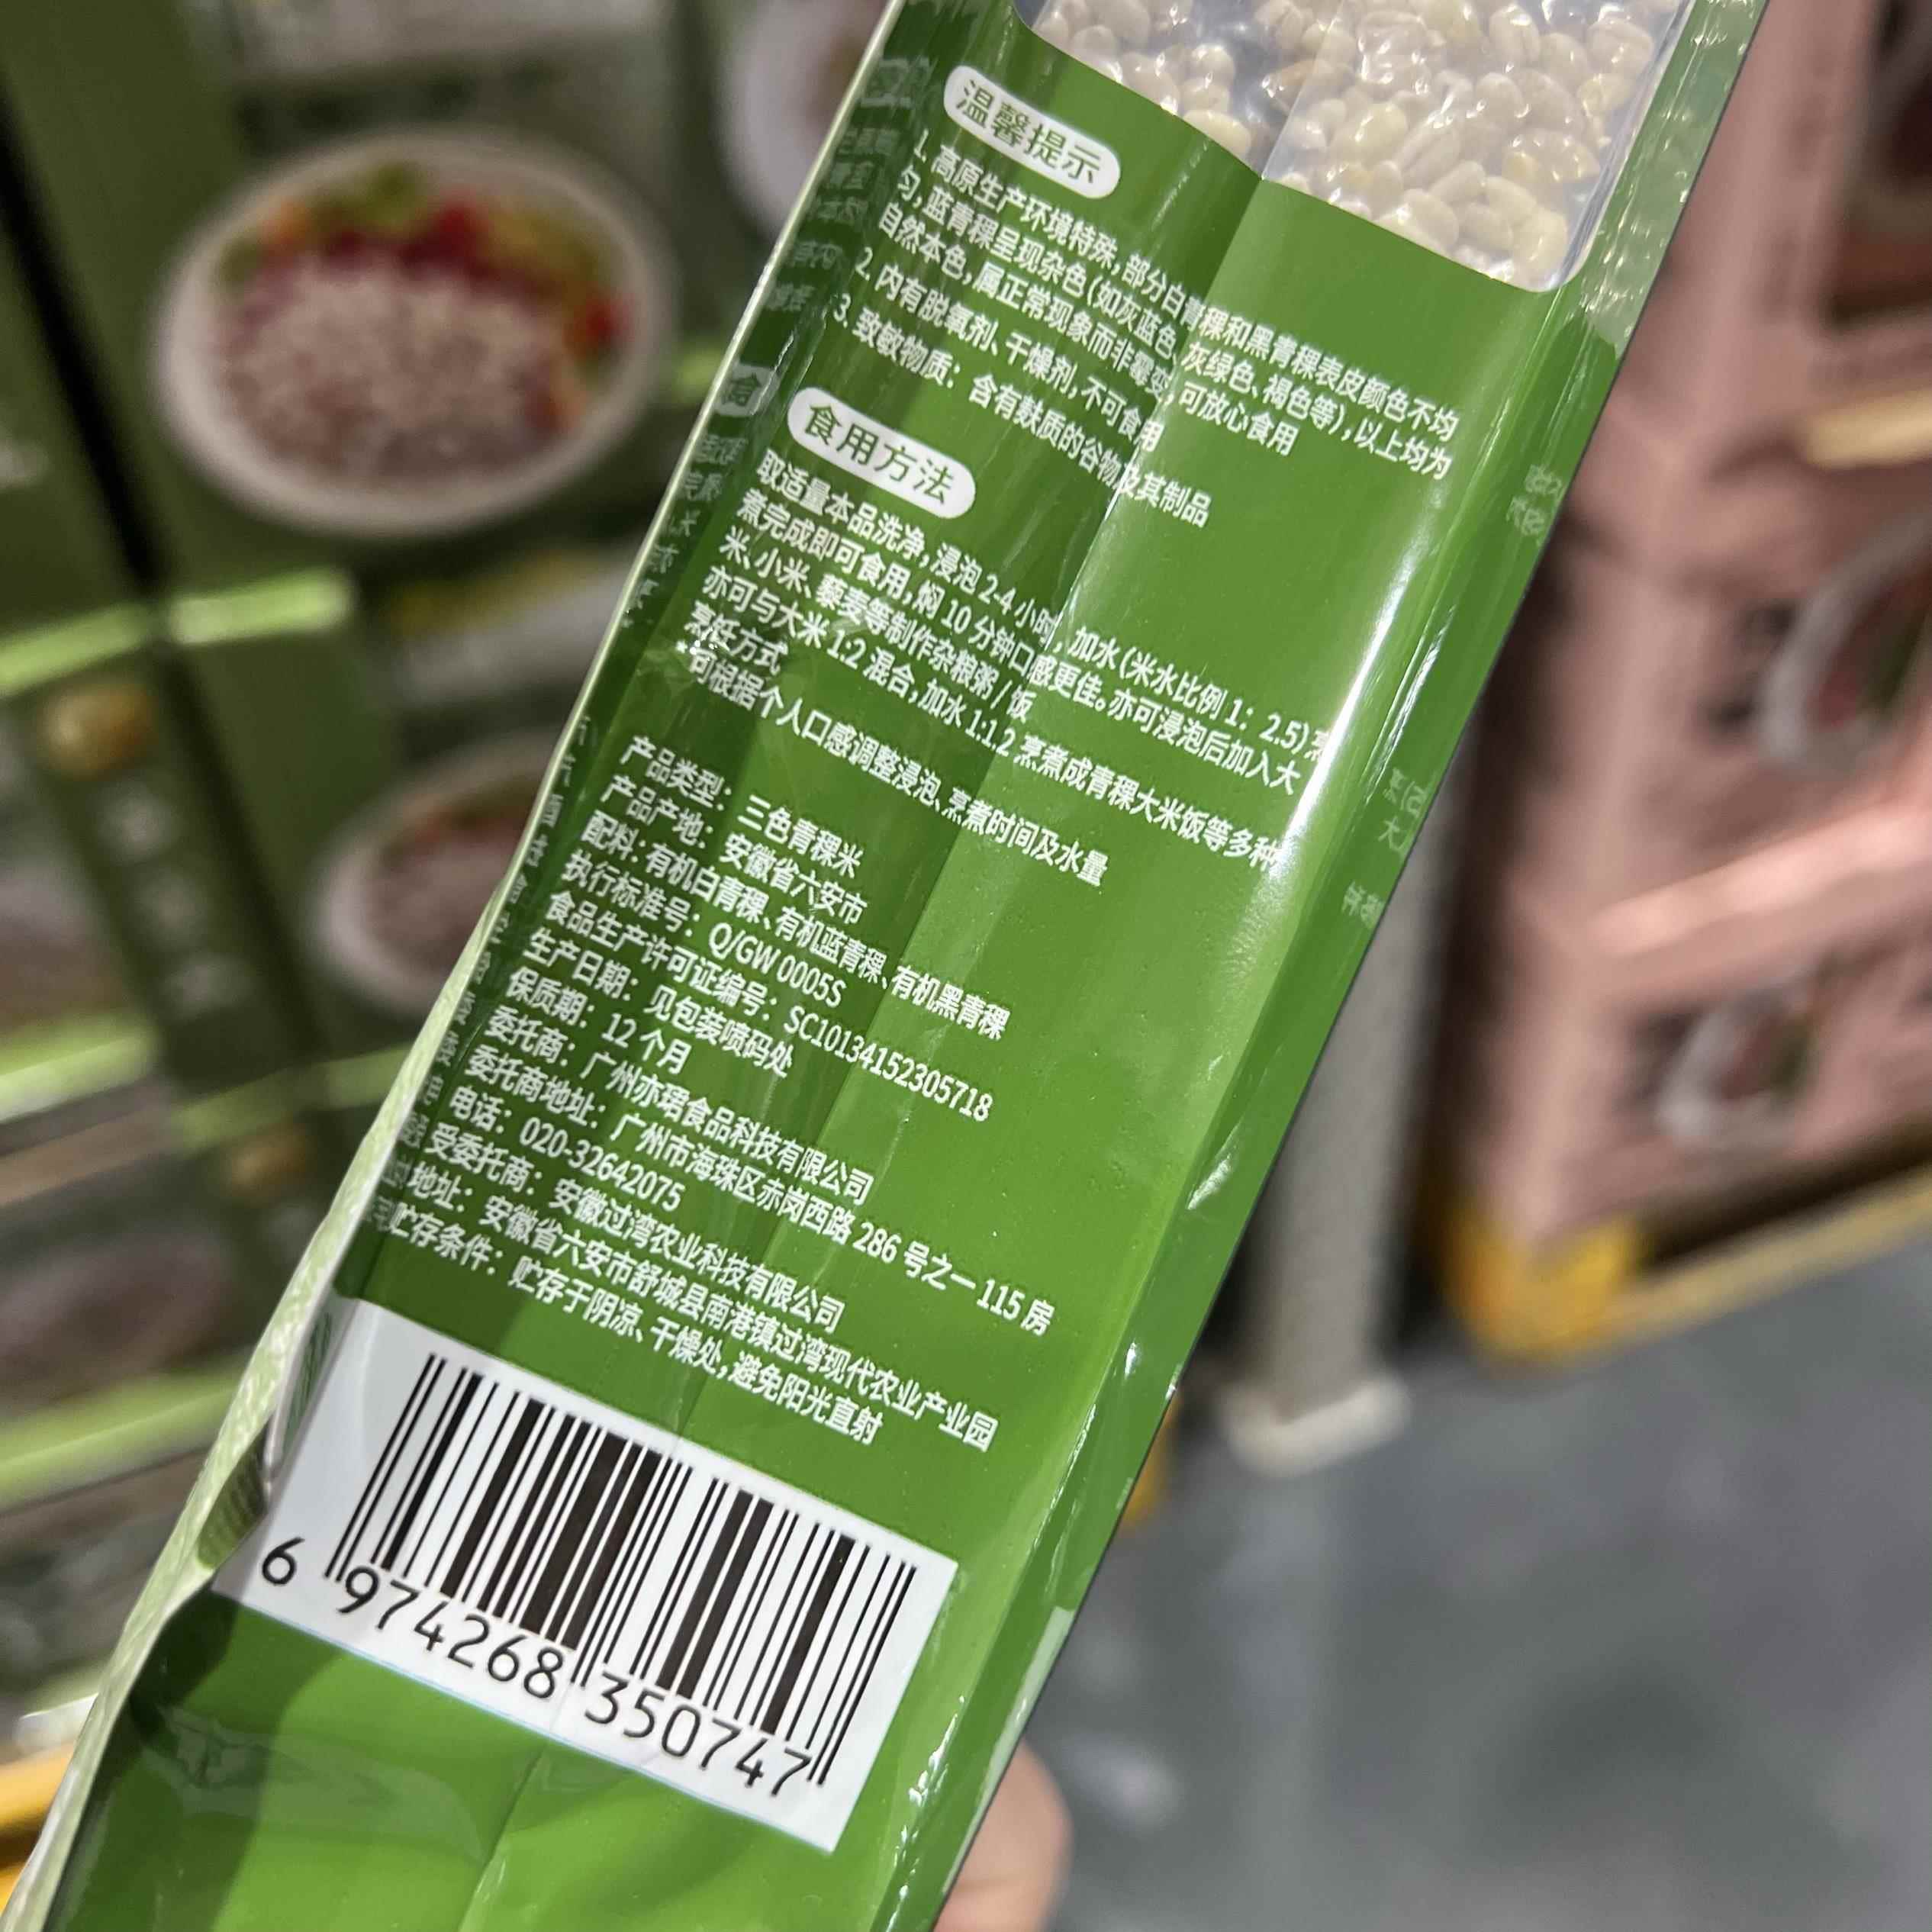 温馨提示
1. 高原生产环境特殊,部分白青稞和黑青稞表皮颜色不均
匀,蓝青稞呈现杂色(如灰蓝色、灰绿色、褐色等),以上均为
自然本色,属正常现象而非霉变,可放心食用
2. 内有脱氧剂、干燥剂,不可食用
3. 致敏物质：含有麸质的谷物及其制品
食用方法
取适量本品洗净,浸泡 2-4 小时,加水(米水比例 1：2.5)烹
煮完成即可食用,焖 10 分钟口感更佳。亦可浸泡后加入大
米、小米、藜麦等制作杂粮粥/饭
亦可与大米 1:2 混合,加水 1:1.2 烹煮成青稞大米饭等多种
烹饪方式
*可根据个人口感调整浸泡、烹煮时间及水量
产品类型：三色青稞米
产品产地：安徽省六安市
配料:有机白青稞、有机蓝青稞、有机黑青稞
执行标准号：Q/GW 0005S
食品生产许可证编号：SC10134152305718
生产日期：见包装喷码处
保质期：12 个月
委托商：广州亦珺食品科技有限公司
委托商地址：广州市海珠区赤岗西路 286 号之一 115 房
电话：020-32642075
受委托商：安徽过湾农业科技有限公司
地址：安徽省六安市舒城县南港镇过湾现代农业产业园
贮存条件：贮存于阴凉、干燥处,避免阳光直射
6 974268 350747